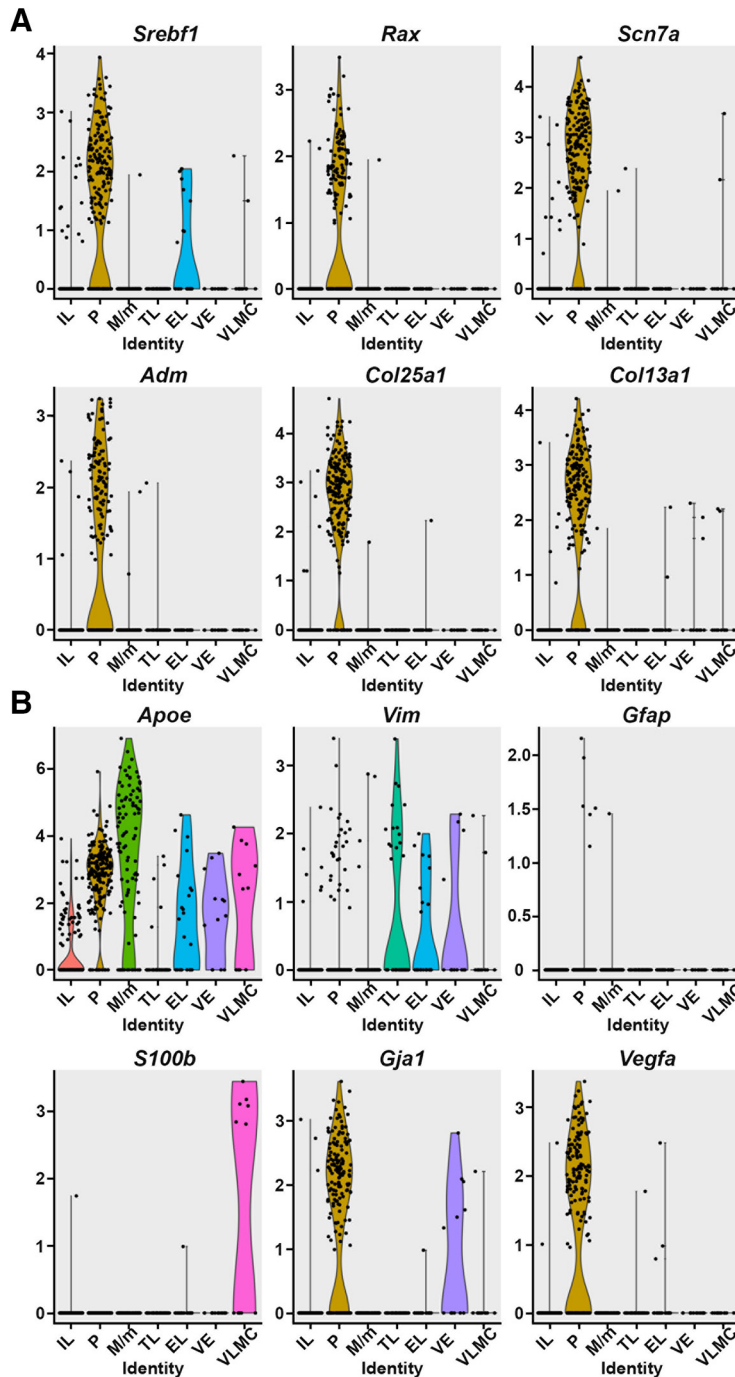 A
Srebf1 Rax Scn7a
4
3
2
1
0
IL P M/m TL EL VE VLMC
Identity
4
3
2
1
0
IL P M/m TL EL VE VLMC
Identity
4
3
2
1
0
IL P M/m TL EL VE VLMC
Identity
Adm Col25a1 Col13a1
3
2
1
0
IL P M/m TL EL VE VLMC
Identity
4
3
2
1
0
IL P M/m TL EL VE VLMC
Identity
4
3
2
1
0
IL P M/m TL EL VE VLMC
Identity
B
Apoe Vim Gfap
6
4
2
0
IL P M/m TL EL VE VLMC
Identity
3
2
1
0
IL P M/m TL EL VE VLMC
Identity
2.0
1.5
1.0
0.5
0.0
IL P M/m TL EL VE VLMC
Identity
S100b Gja1 Vegfa
3
2
1
0
IL P M/m TL EL VE VLMC
Identity
3
2
1
0
IL P M/m TL EL VE VLMC
Identity
3
2
1
0
IL P M/m TL EL VE VLMC
Identity